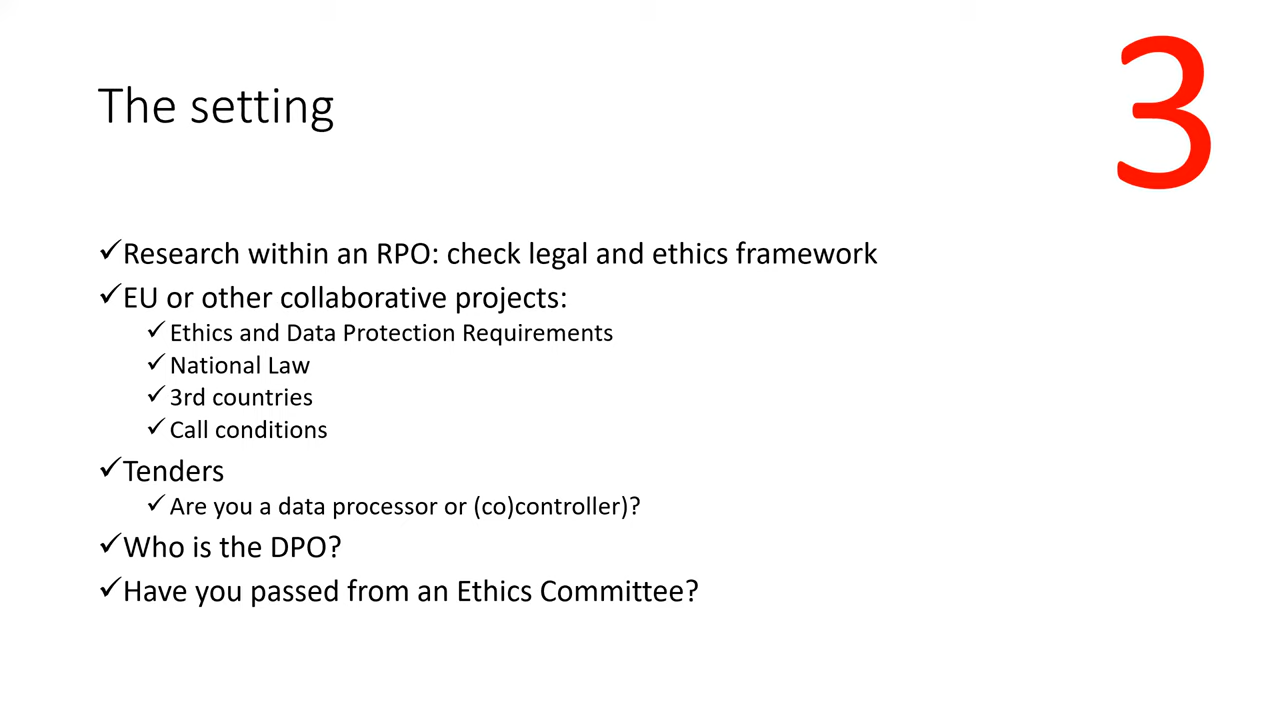 The setting
3
✓Research within an RPO: check legal and ethics framework
✓EU or other collaborative projects:
✓Ethics and Data Protection Requirements
✓National Law
✓3rd countries
✓Call conditions
✓Tenders
✓Are you a data processor or (co)controller)?
✓Who is the DPO?
✓Have you passed from an Ethics Committee?